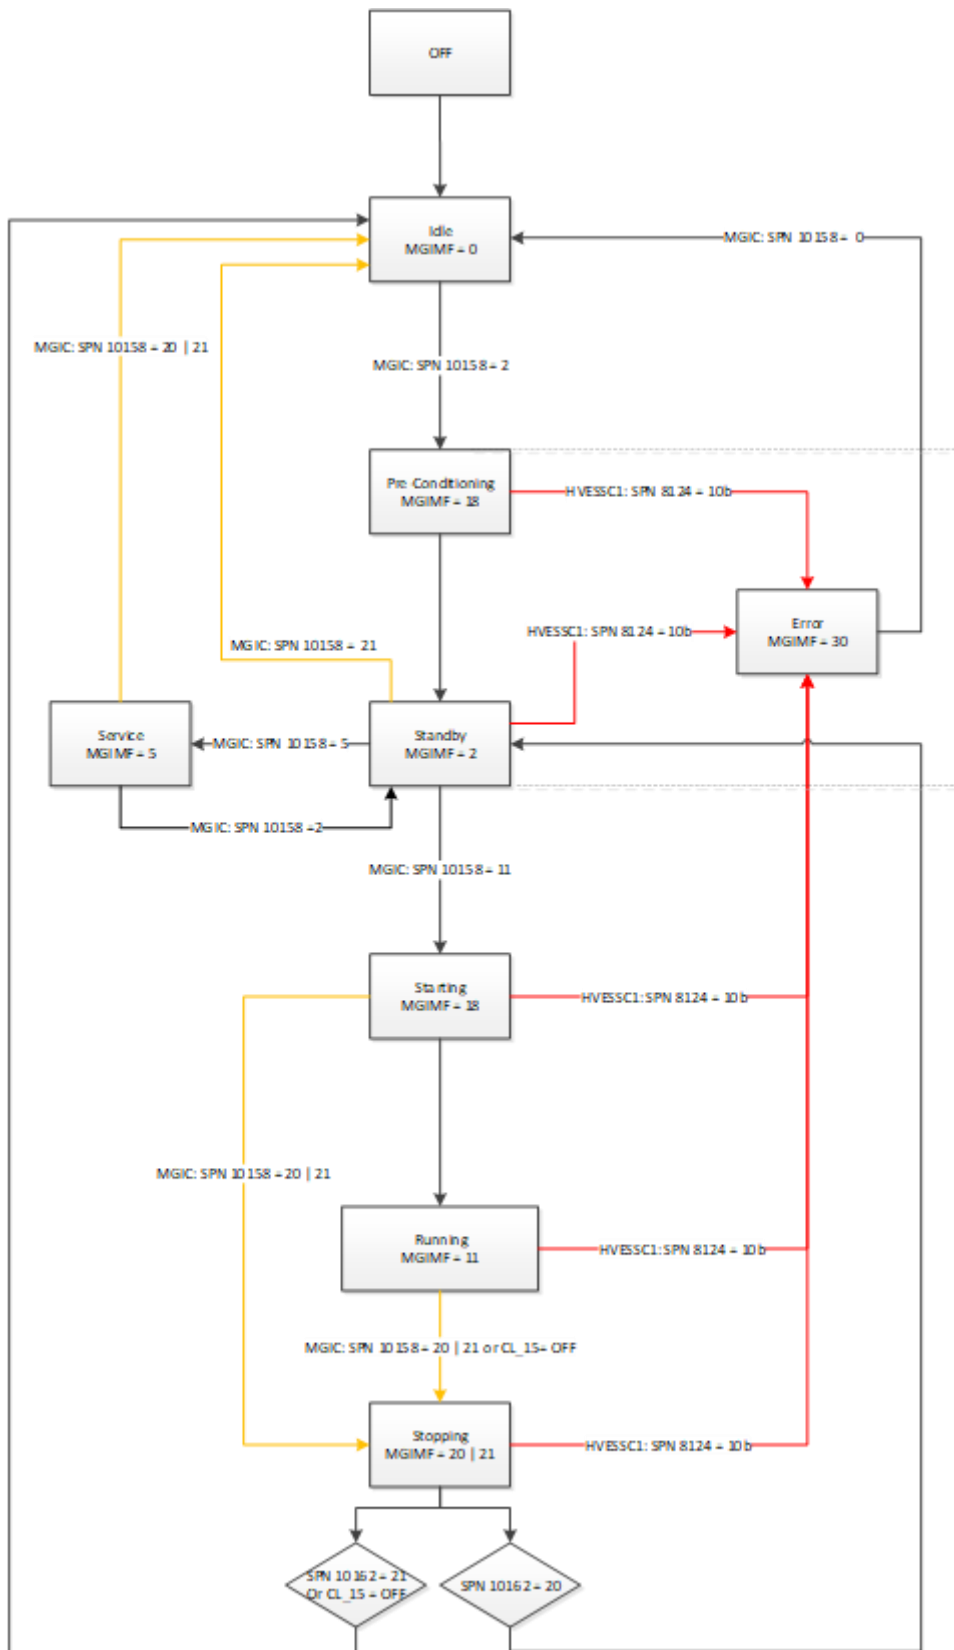 OFF
Idle
MGIMF = 0
MGIC: SPN 10158 = 0
MGIC: SPN 10158 = 20 | 21
MGIC: SPN 10158 = 2
Pre-Conditioning
MGIMF = 18
HVESSC1: SPN 8124 = 10b
Error
MGIMF = 30
HVESSC1: SPN 8124 = 10b
MGIC: SPN 10158 = 21
Service
MGIMF = 5
MGIC: SPN 10158 = 5
Standby
MGIMF = 2
MGIC: SPN 10158 =2
MGIC: SPN 10158 = 11
Starting
MGIMF = 18
HVESSC1: SPN 8124 = 10b
MGIC: SPN 10158 =20 | 21
Running
MGIMF = 11
HVESSC1: SPN 8124 = 10b
MGIC: SPN 10158 = 20 | 21 or CL_15= OFF
Stopping
MGIMF = 20 | 21
HVESSC1: SPN 8124 = 10b
SPN 10162 = 21
Or CL_15 = OFF
SPN 10162 = 20